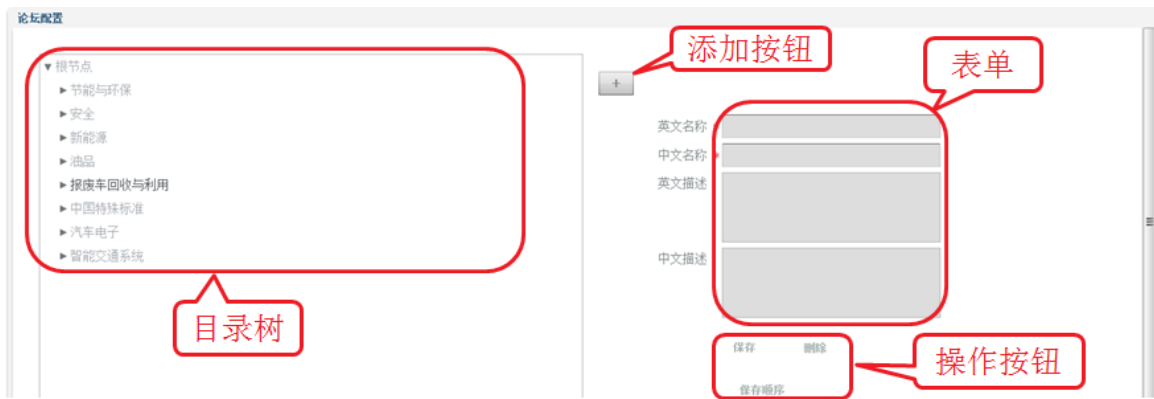 论坛配置
▼ 根节点
► 节能与环保
► 安全
► 新能源
► 油品
► 报废车回收与利用
► 中国特殊标准
► 汽车电子
► 智能交通系统
目录树
添加按钮
+
表单
英文名称
中文名称
英文描述
中文描述
保存 删除
保存顺序
操作按钮